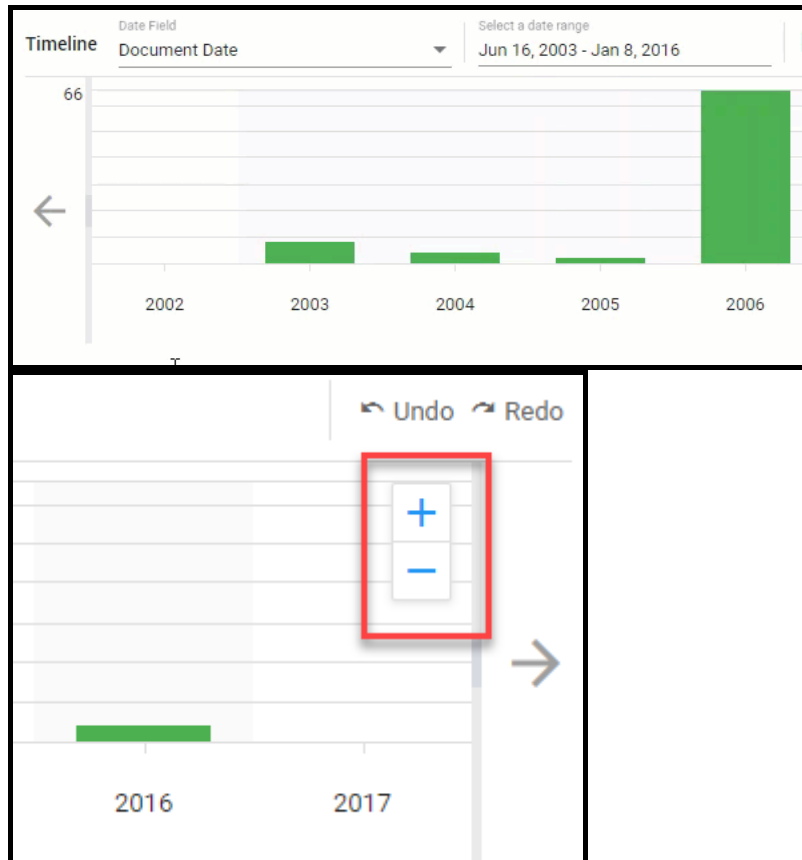 Timeline
Date Field
Document Date
Select a date range
Jun 16, 2003 - Jan 8, 2016
66
2002 2003 2004 2005 2006
Undo Redo
+
−
2016 2017